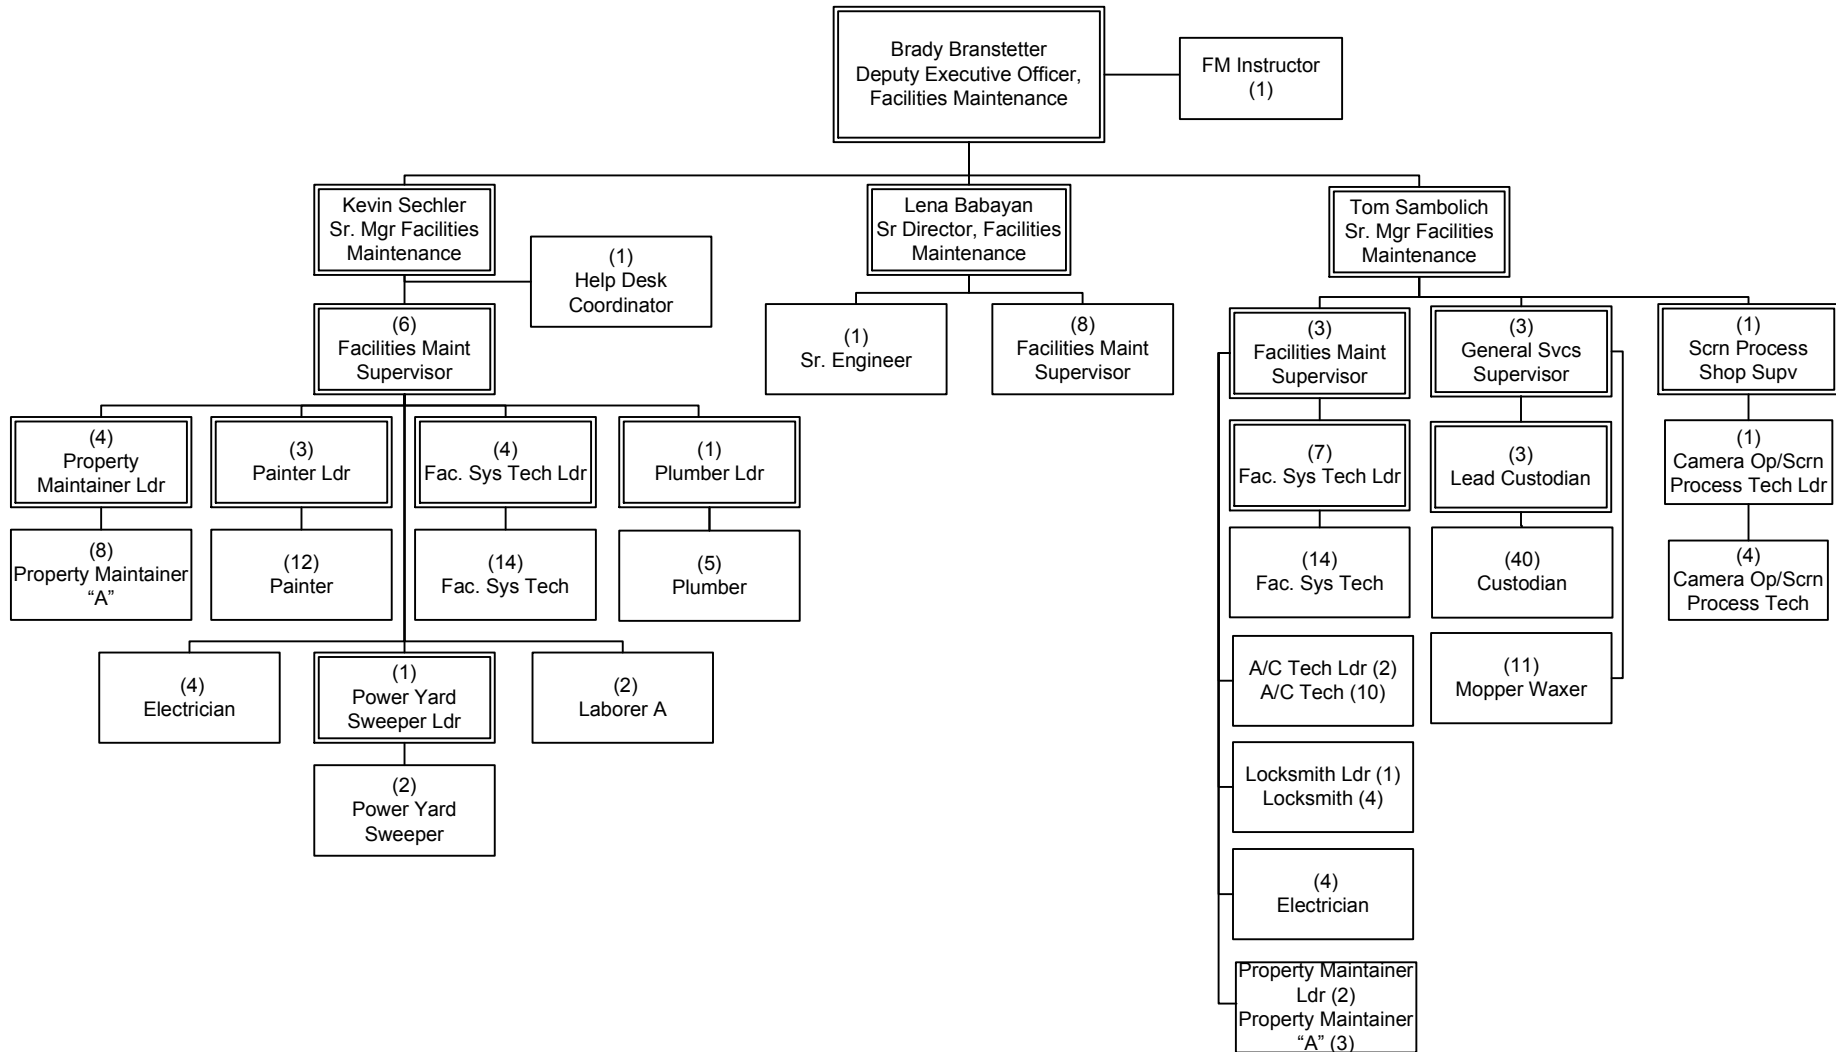 Brady Branstetter
Deputy Executive Officer,
Facilities Maintenance
FM Instructor
(1)
Kevin Sechler
Sr. Mgr Facilities
Maintenance
Lena Babayan
Sr Director, Facilities
Maintenance
Tom Sambolich
Sr. Mgr Facilities
Maintenance
(1)
Help Desk
Coordinator
(6)
Facilities Maint
Supervisor
(1)
Sr. Engineer
(8)
Facilities Maint
Supervisor
(3)
Facilities Maint
Supervisor
(3)
General Svcs
Supervisor
(1)
Scrn Process
Shop Supv
(4)
Property
Maintainer Ldr
(3)
Painter Ldr
(4)
Fac. Sys Tech Ldr
(1)
Plumber Ldr
(7)
Fac. Sys Tech Ldr
(3)
Lead Custodian
(1)
Camera Op/Scrn
Process Tech Ldr
(8)
Property Maintainer
“A”
(12)
Painter
(14)
Fac. Sys Tech
(5)
Plumber
(14)
Fac. Sys Tech
(40)
Custodian
(4)
Camera Op/Scrn
Process Tech
(4)
Electrician
(1)
Power Yard
Sweeper Ldr
(2)
Laborer A
A/C Tech Ldr (2)
A/C Tech (10)
(11)
Mopper Waxer
(2)
Power Yard
Sweeper
Locksmith Ldr (1)
Locksmith (4)
(4)
Electrician
Property Maintainer
Ldr (2)
Property Maintainer
“A” (3)